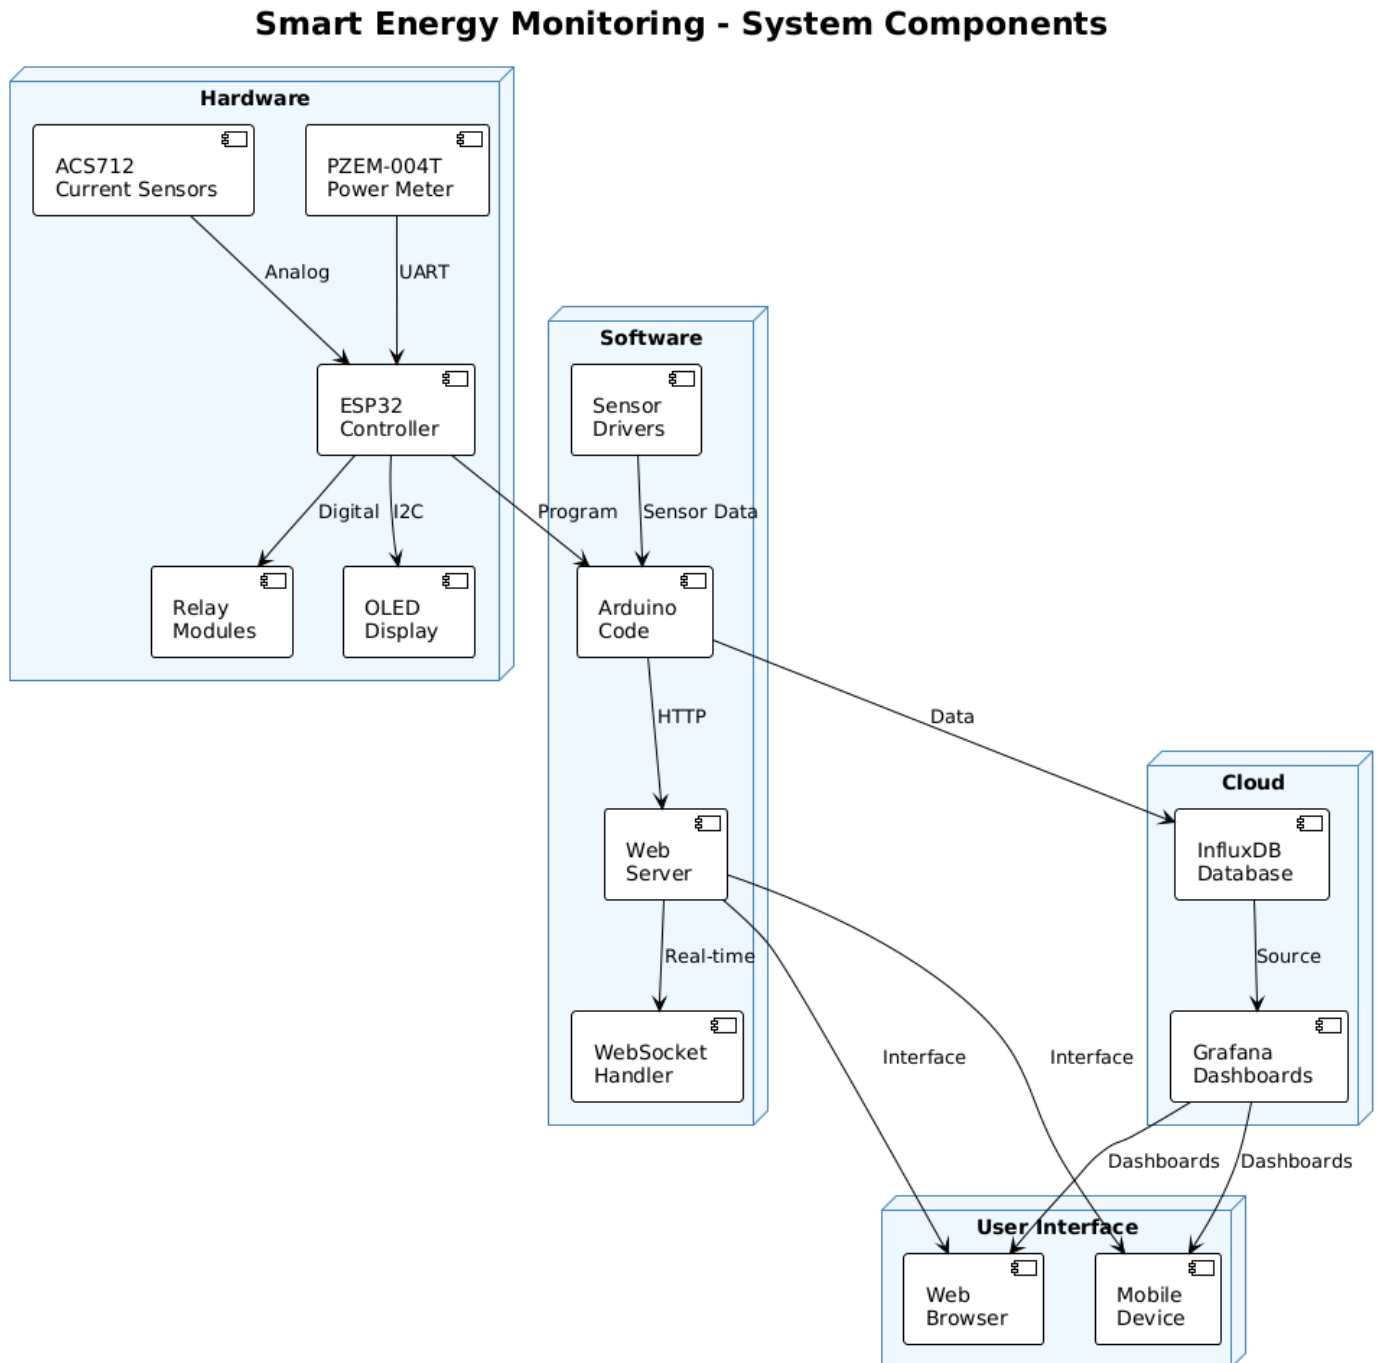 Smart Energy Monitoring - System Components
Hardware
ACS712
Current Sensors
PZEM-004T
Power Meter
Analog
UART
ESP32
Controller
Digital
I2C
Program
Relay
Modules
OLED
Display
Software
Sensor
Drivers
Sensor Data
Arduino
Code
HTTP
Data
Web
Server
Real-time
WebSocket
Handler
Interface
Interface
Cloud
InfluxDB
Database
Source
Grafana
Dashboards
Dashboards
Dashboards
User Interface
Web
Browser
Mobile
Device